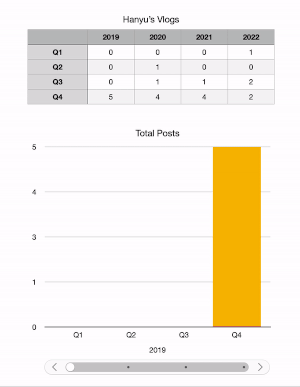 Hanyu's Vlogs
2019 2020 2021 2022
Q1 0 0 0 1
Q2 0 1 0 0
Q3 0 1 1 2
Q4 5 4 4 2
Total Posts
5
4
3
1
0
Q1 Q2 Q3 Q4
2019